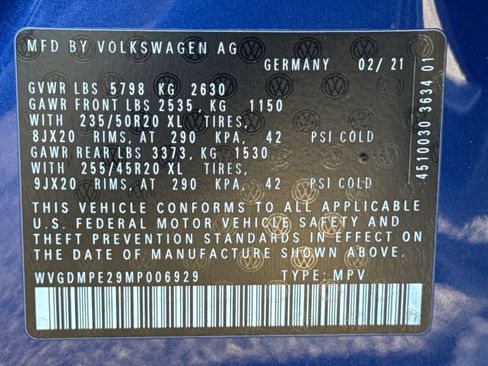 MFD BY VOLKSWAGEN AG
GERMANY 02/ 21
GVWR LBS 5798 KG 2630
GAWR FRONT LBS 2535, KG 1150
WITH 235/50R20 XL TIRES,
8JX20 RIMS, AT 290 KPA, 42 PSI COLD
GAWR REAR LBS 3373, KG 1530
WITH 255/45R20 XL TIRES,
9JX20 RIMS, AT 290 KPA, 42 PSI COLD
THIS VEHICLE CONFORMS TO ALL APPLICABLE
U.S. FEDERAL MOTOR VEHICLE SAFETY AND
THEFT PREVENTION STANDARDS IN EFFECT ON
THE DATE OF MANUFACTURE SHOWN ABOVE.
WVGDMPE29MP006929 TYPE: MPV
4510030 3634 01